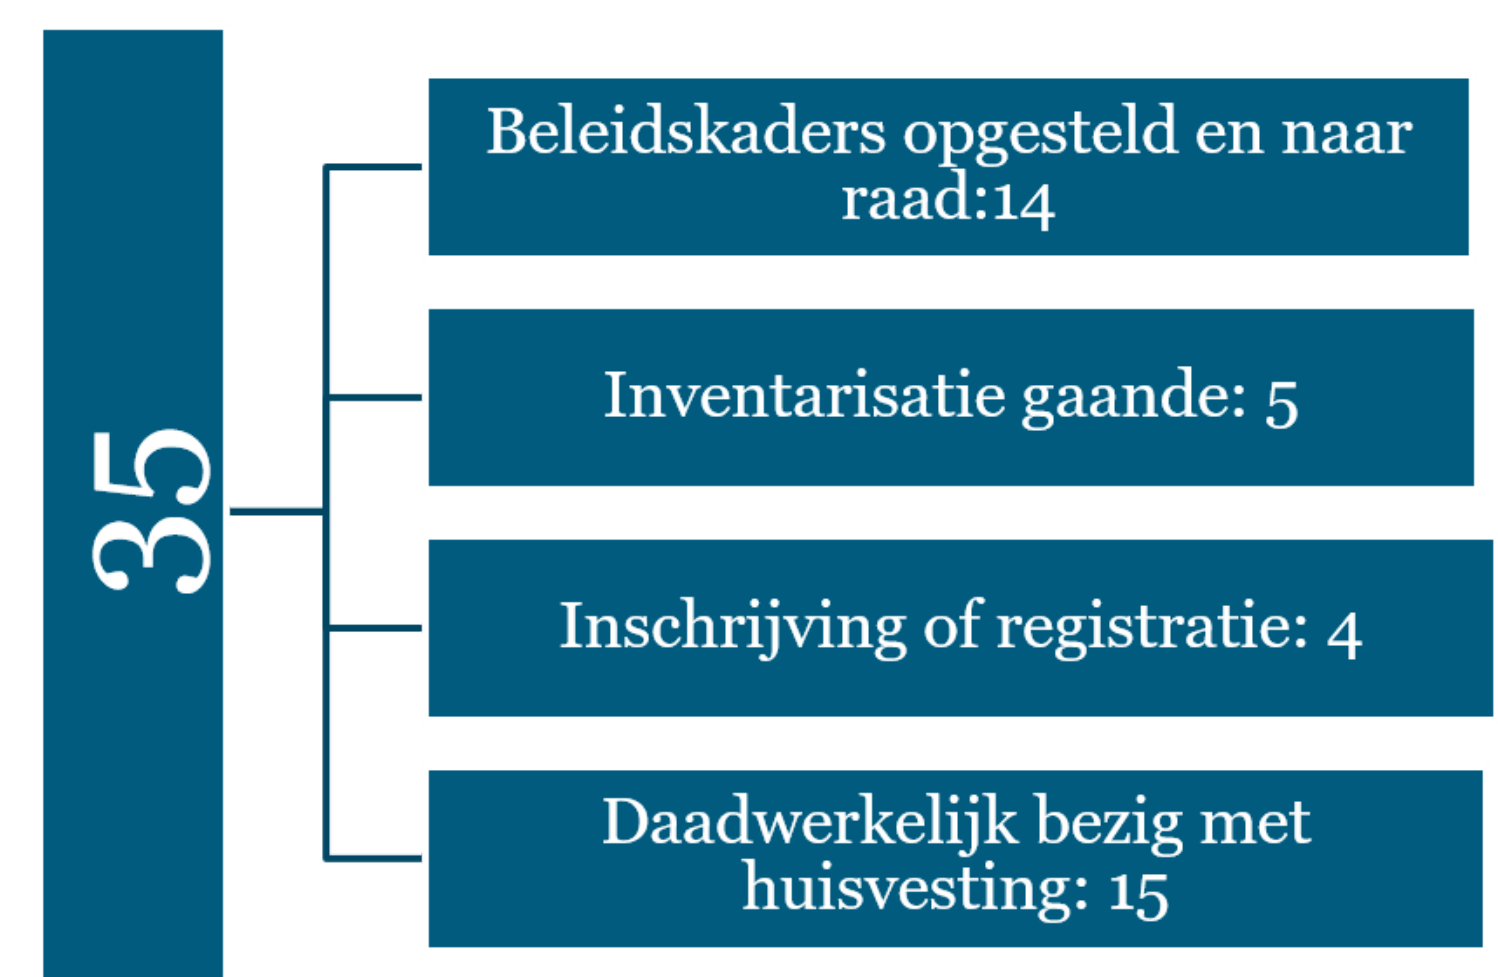 35
Beleidskaders opgesteld en naar
raad:14
Inventarisatie gaande: 5
Inschrijving of registratie: 4
Daadwerkelijk bezig met
huisvesting: 15